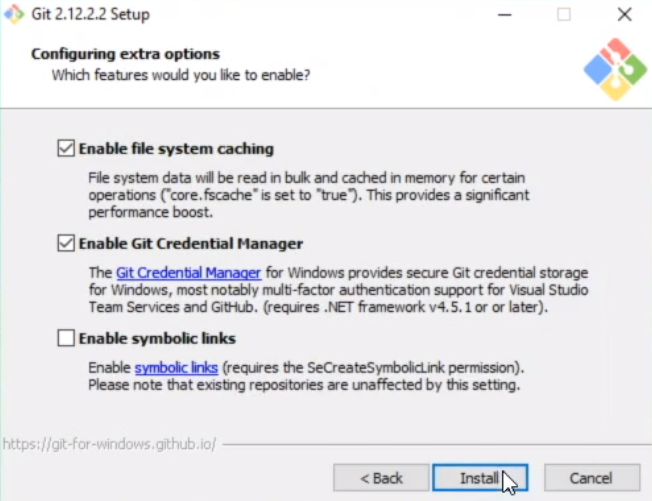 Git 2.12.2.2 Setup
Configuring extra options
Which features would you like to enable?
Enable file system caching
File system data will be read in bulk and cached in memory for certain
operations ("core.fscache" is set to "true"). This provides a significant
performance boost.
Enable Git Credential Manager
The Git Credential Manager for Windows provides secure Git credential storage
for Windows, most notably multi-factor authentication support for Visual Studio
Team Services and GitHub. (requires .NET framework v4.5.1 or or later).
Enable symbolic links
Enable symbolic links (requires the SeCreateSymbolicLink permission).
Please note that existing repositories are unaffected by this setting.
https://git-for-windows.github.io/
< Back
Install
Cancel